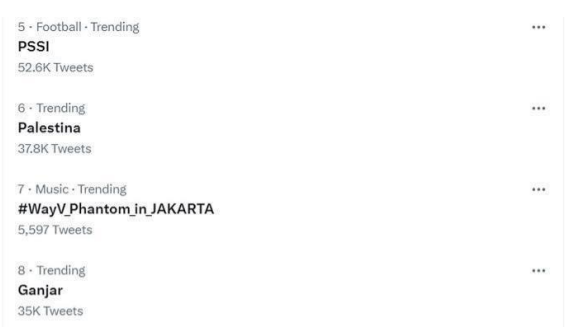 5 · Football · Trending
PSSI
52.6K Tweets
6 · Trending
Palestina
37.8K Tweets
7 · Music · Trending
#WayV_Phantom_in_JAKARTA
5,597 Tweets
8 · Trending
Ganjar
35K Tweets